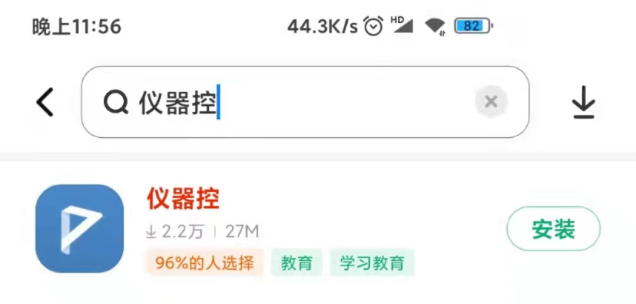 晚上11:56 44.3K/s HD 82
仪器控
仪器控
2.2万 | 27M 安装
96%的人选择 教育 学习教育